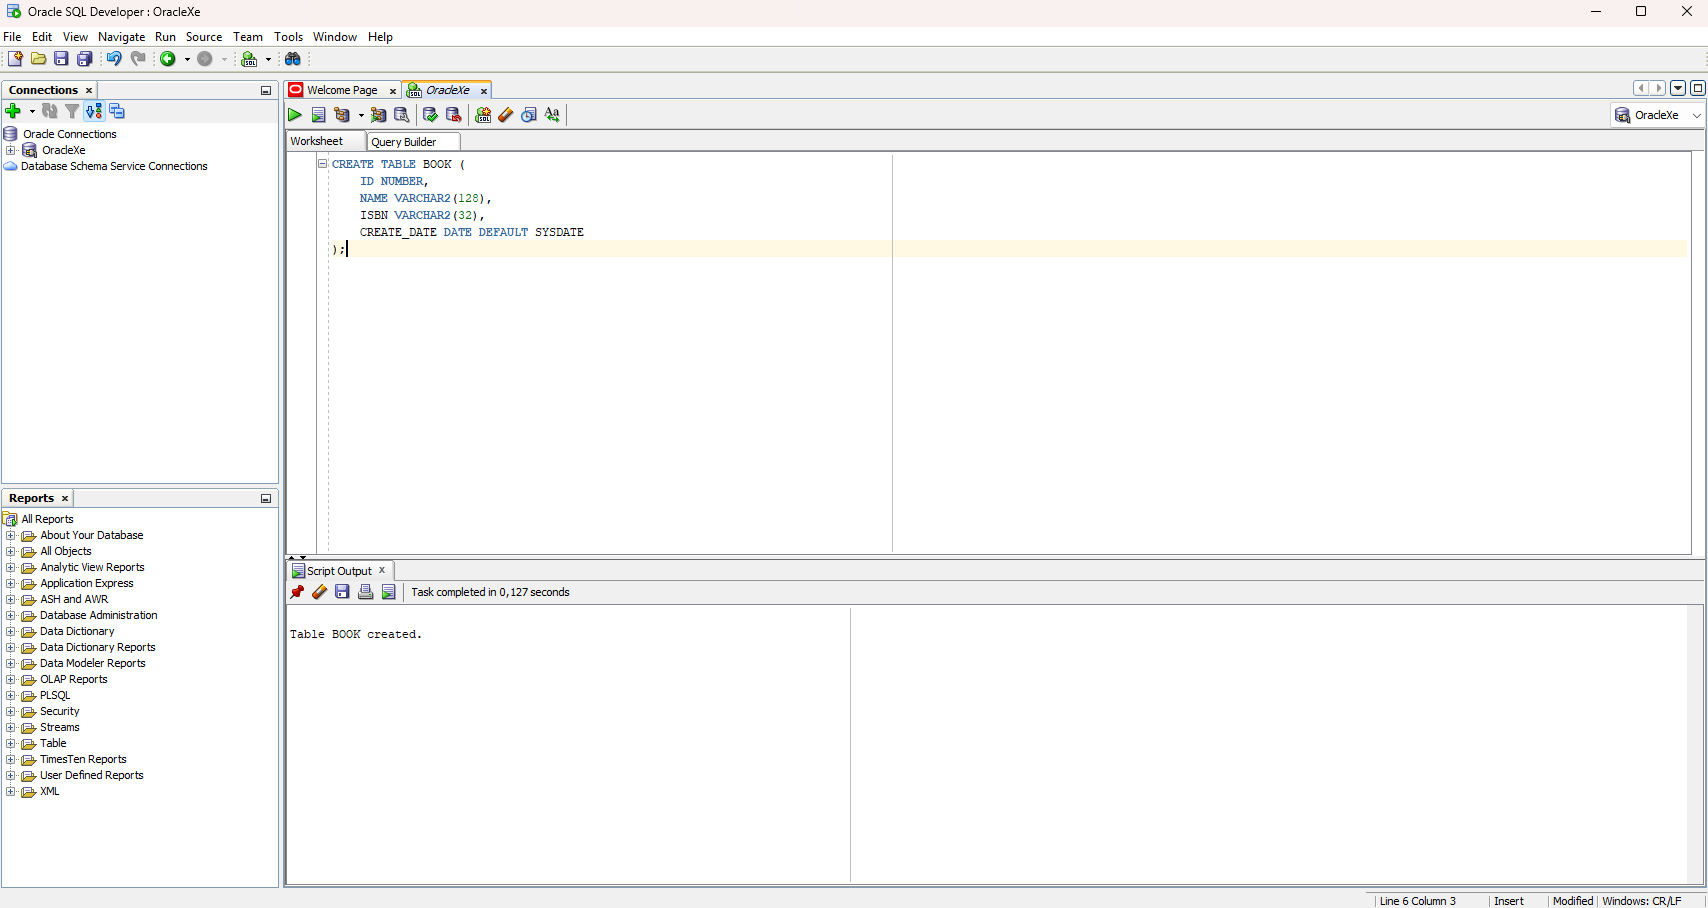 Oracle SQL Developer : OracleXe
File Edit View Navigate Run Source Team Tools Window Help
Connections
Oracle Connections
OracleXe
Database Schema Service Connections
Welcome Page
OracleXe
OracleXe
Worksheet
Query Builder
CREATE TABLE BOOK (
    ID NUMBER,
    NAME VARCHAR2(128),
    ISBN VARCHAR2(32),
    CREATE_DATE DATE DEFAULT SYSDATE
);
Reports
All Reports
About Your Database
All Objects
Analytic View Reports
Application Express
ASH and AWR
Database Administration
Data Dictionary
Data Dictionary Reports
Data Modeler Reports
OLAP Reports
PLSQL
Security
Streams
Table
TimesTen Reports
User Defined Reports
XML
Script Output
Task completed in 0,127 seconds
Table BOOK created.
Line 6 Column 3
Insert
Modified
Windows: CR/LF